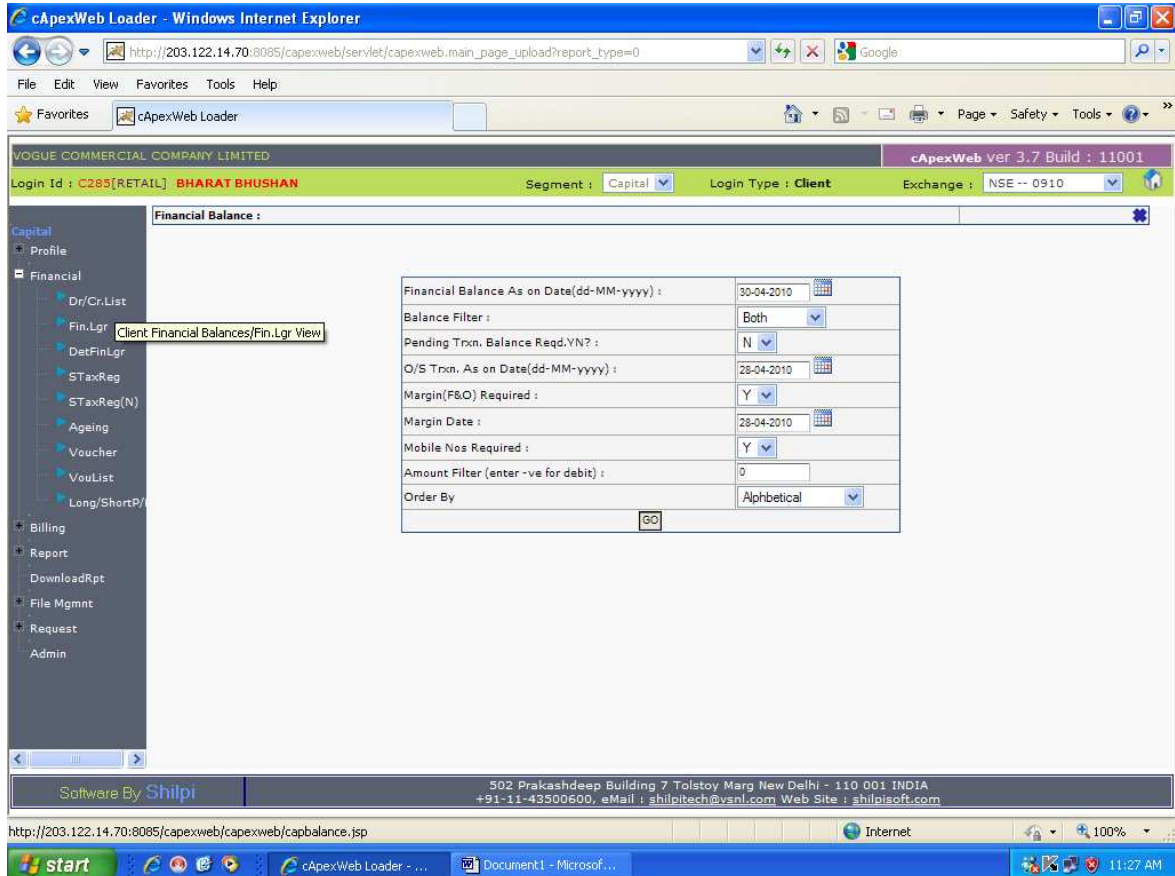 cApexWeb Loader - Windows Internet Explorer
http://203.122.14.70:8085/capexweb/servlet/capexweb.main_page_upload?report_type=0
Google
File Edit View Favorites Tools Help
Favorites cApexWeb Loader Page Safety Tools
VOGUE COMMERCIAL COMPANY LIMITED cApexWeb ver 3.7 Build : 11001
Login Id : C285[RETAIL] BHARAT BHUSHAN Segment : Capital Login Type : Client Exchange : NSE -- 0910
Financial Balance :
Capital
Profile
Financial
Dr/Cr.List
Fin.Lgr
Client Financial Balances/Fin.Lgr View
DetFinLgr
STaxReg
STaxReg(N)
Ageing
Voucher
VouList
Long/ShortP/
Billing
Report
DownloadRpt
File Mgmnt
Request
Admin
Financial Balance As on Date(dd-MM-yyyy) : 30-04-2010
Balance Filter : Both
Pending Trxn. Balance Reqd.YN? : N
O/S Trxn. As on Date(dd-MM-yyyy) : 28-04-2010
Margin(F&O) Required : Y
Margin Date : 28-04-2010
Mobile Nos Required : Y
Amount Filter (enter -ve for debit) : 0
Order By Alphbetical
GO
Software By Shilpi
502 Prakashdeep Building 7 Tolstoy Marg New Delhi - 110 001 INDIA
+91-11-43500600, eMail : shilpitech@vsnl.com Web Site : shilpisoft.com
http://203.122.14.70:8085/capexweb/capexweb/capbalance.jsp Internet 100%
start cApexWeb Loader - ... Document1 - Microsof... 11:27 AM